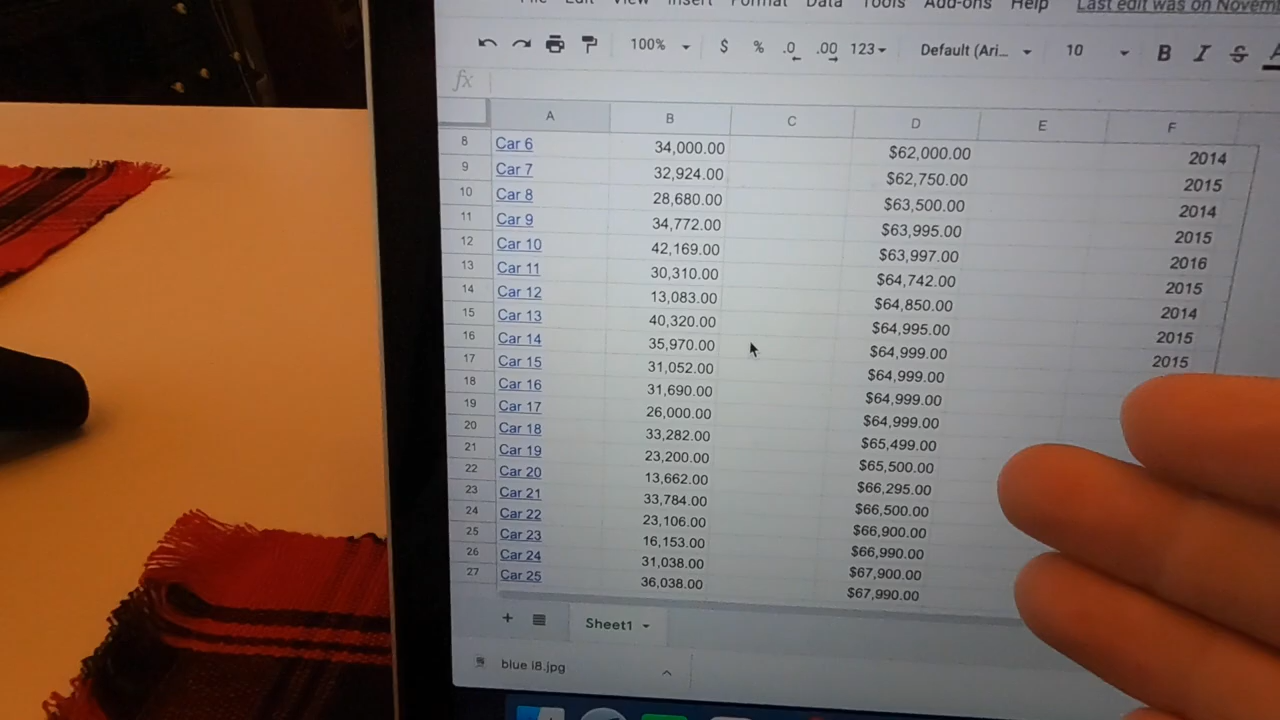 File Edit View Insert Format Data Tools Add-ons Help Last edit was on Novem
100% $ % .0 .00 123 Default (Ari... 10 B I S A
fx
A B C D E F
8 Car 6 34,000.00 $62,000.00 2014
9 Car 7 32,924.00 $62,750.00 2015
10 Car 8 28,680.00 $63,500.00 2014
11 Car 9 34,772.00 $63,995.00 2015
12 Car 10 42,169.00 $63,997.00 2016
13 Car 11 30,310.00 $64,742.00 2015
14 Car 12 13,083.00 $64,850.00 2014
15 Car 13 40,320.00 $64,995.00 2015
16 Car 14 35,970.00 $64,999.00 2015
17 Car 15 31,052.00 $64,999.00
18 Car 16 31,690.00 $64,999.00
19 Car 17 26,000.00 $64,999.00
20 Car 18 33,282.00 $65,499.00
21 Car 19 23,200.00 $65,500.00
22 Car 20 13,662.00 $66,295.00
23 Car 21 33,784.00 $66,500.00
24 Car 22 23,106.00 $66,900.00
25 Car 23 16,153.00 $66,990.00
26 Car 24 31,038.00 $67,900.00
27 Car 25 36,038.00 $67,990.00
+ Sheet1
blue i8.jpg